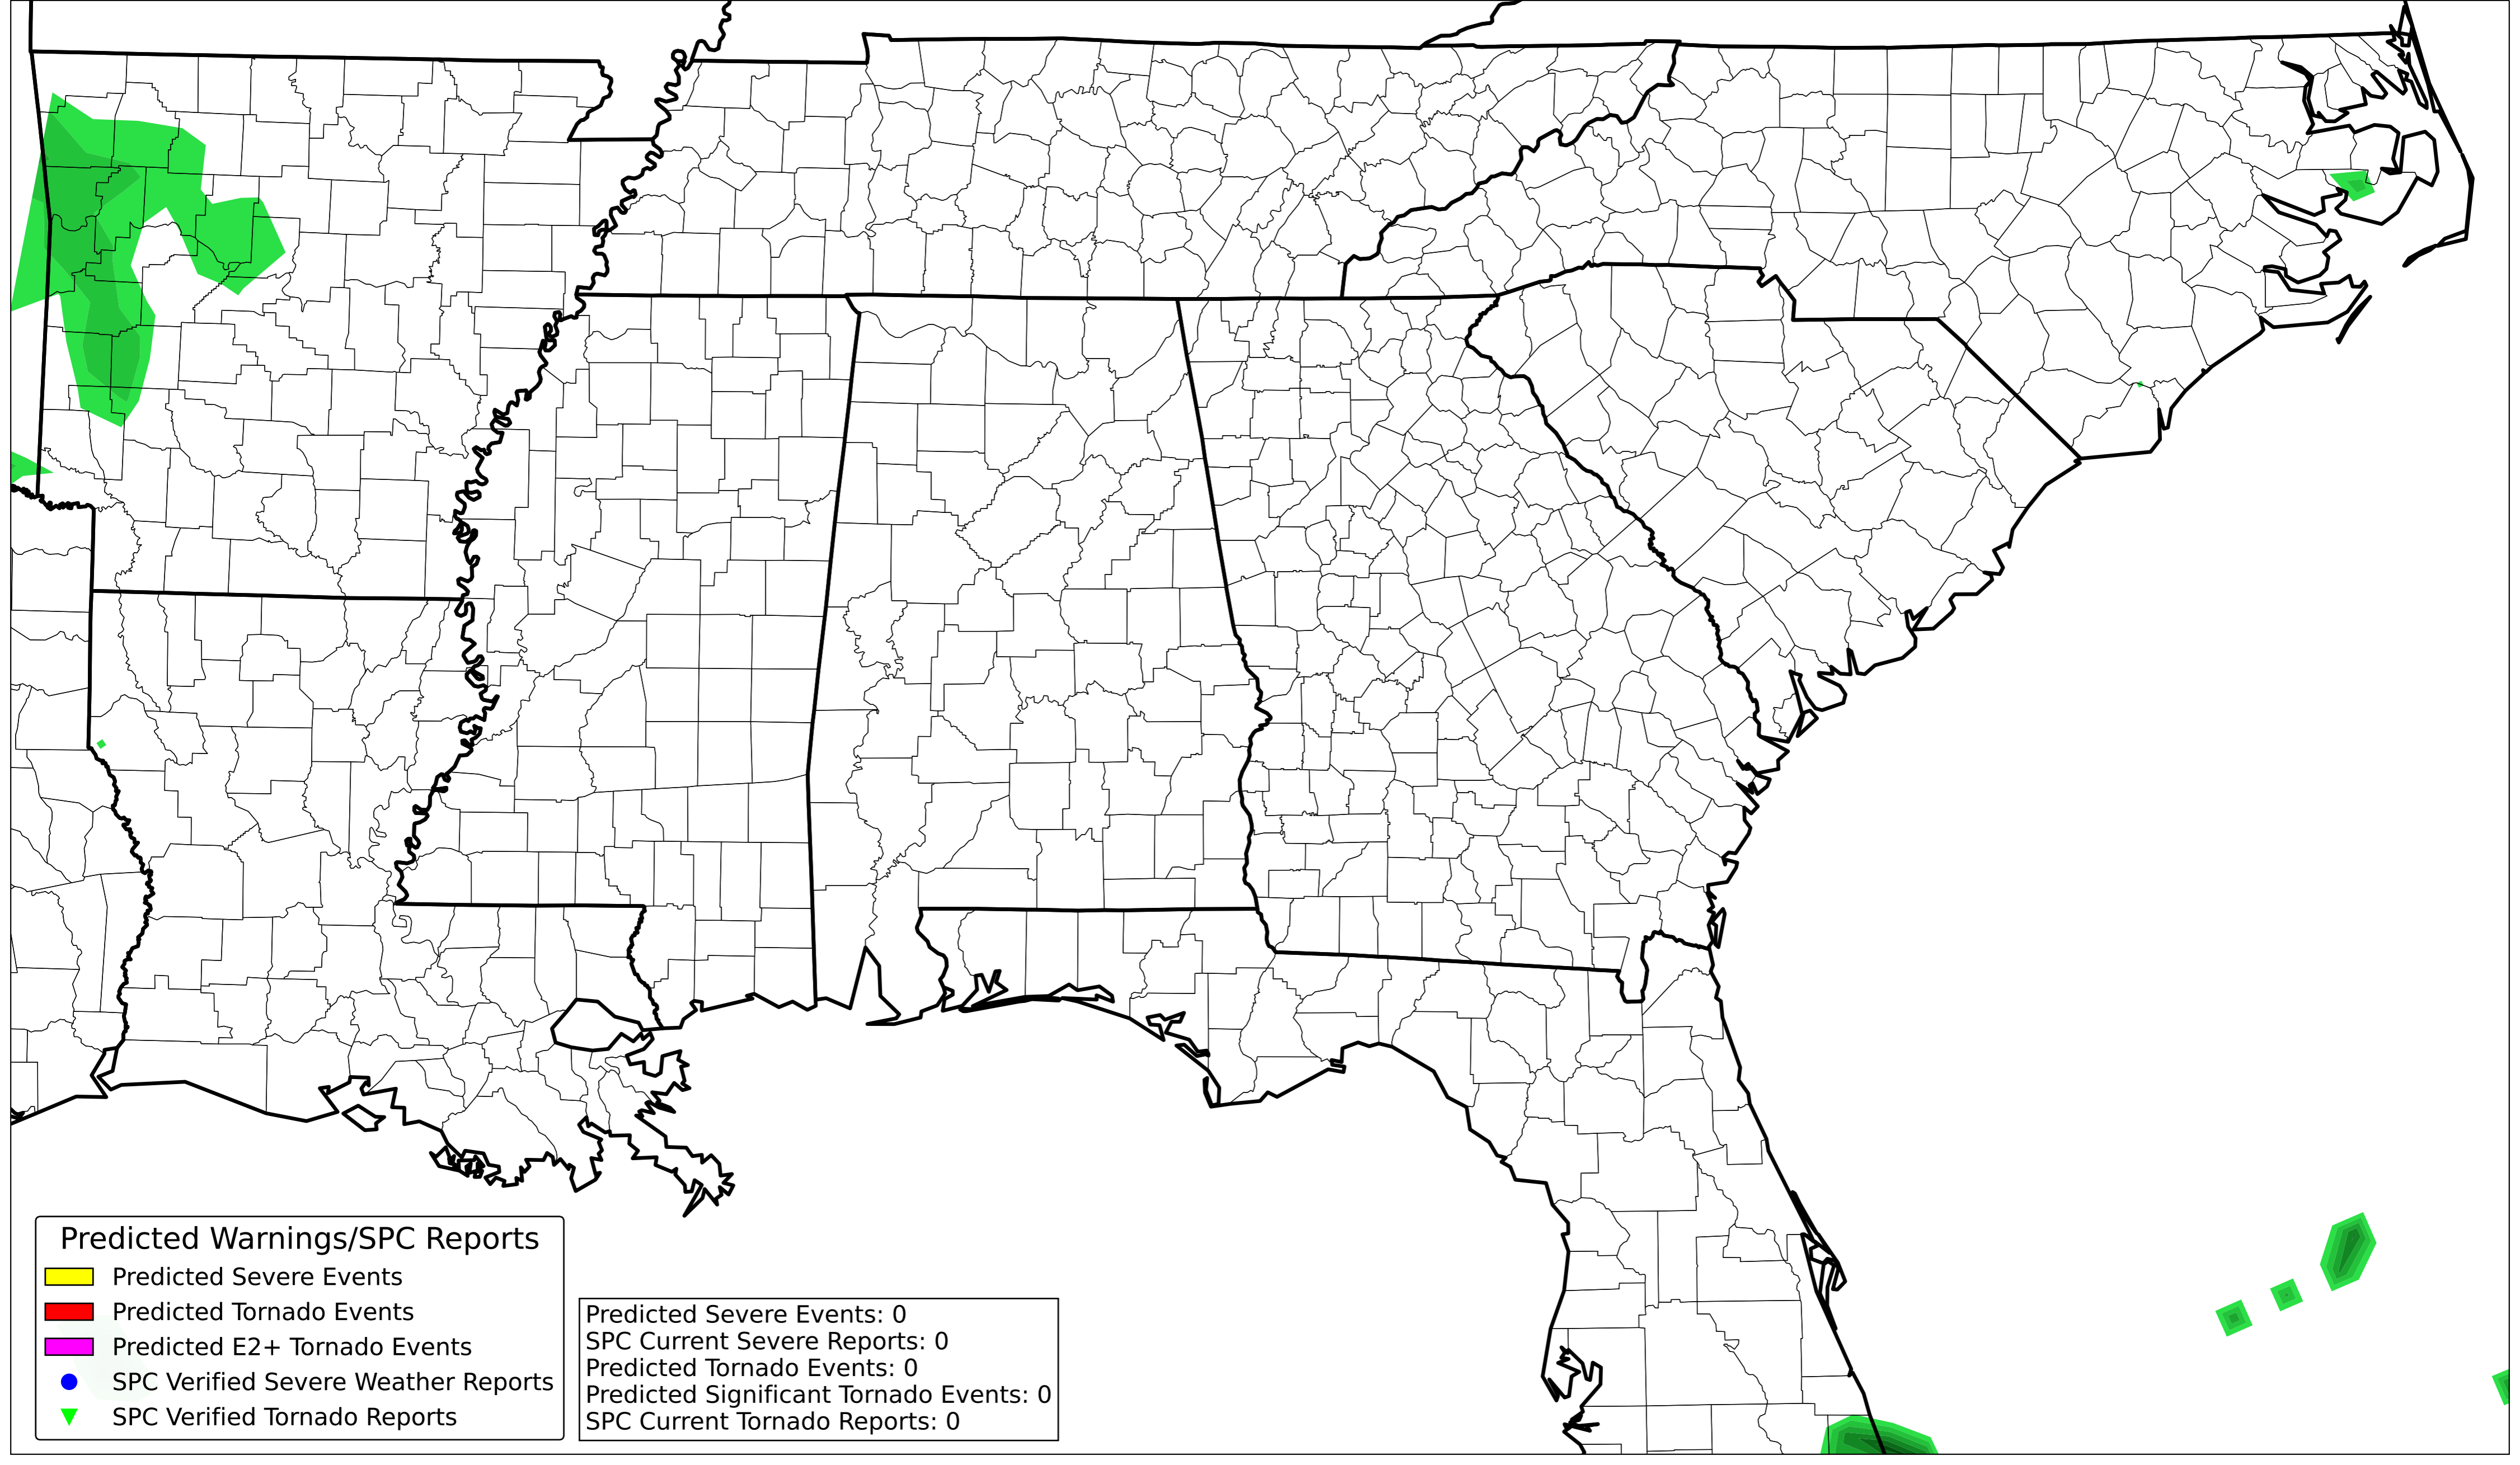 Predicted Warnings/SPC Reports
Predicted Severe Events
Predicted Tornado Events
Predicted E2+ Tornado Events
SPC Verified Severe Weather Reports
SPC Verified Tornado Reports
Predicted Severe Events: 0
SPC Current Severe Reports: 0
Predicted Tornado Events: 0
Predicted Significant Tornado Events: 0
SPC Current Tornado Reports: 0